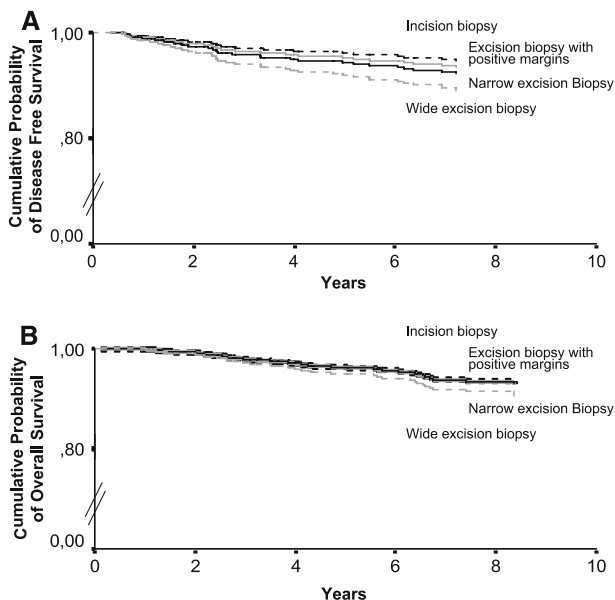 A
Cumulative Probability
of Disease Free Survival
1,00
,80
0,00
Incision biopsy
Excision biopsy with
positive margins
Narrow excision Biopsy
Wide excision biopsy
0 2 4 6 8 10
Years
B
Cumulative Probability
of Overall Survival
1,00
,80
0,00
Incision biopsy
Excision biopsy with
positive margins
Narrow excision Biopsy
Wide excision biopsy
0 2 4 6 8 10
Years